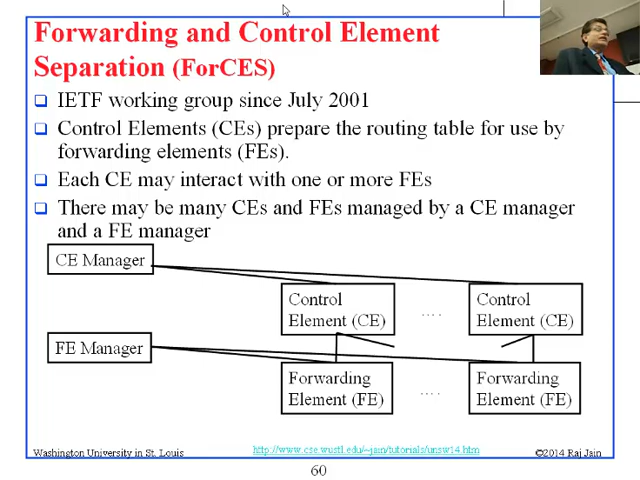 Forwarding and Control Element
Separation (ForCES)
IETF working group since July 2001
Control Elements (CEs) prepare the routing table for use by
forwarding elements (FEs).
Each CE may interact with one or more FEs
There may be many CEs and FEs managed by a CE manager
and a FE manager
CE Manager
Control
Element (CE)
....
Control
Element (CE)
FE Manager
Forwarding
Element (FE)
....
Forwarding
Element (FE)
Washington University in St. Louis
http://www.cse.wustl.edu/~jain/tutorials/unsw14.htm
©2014 Raj Jain
60